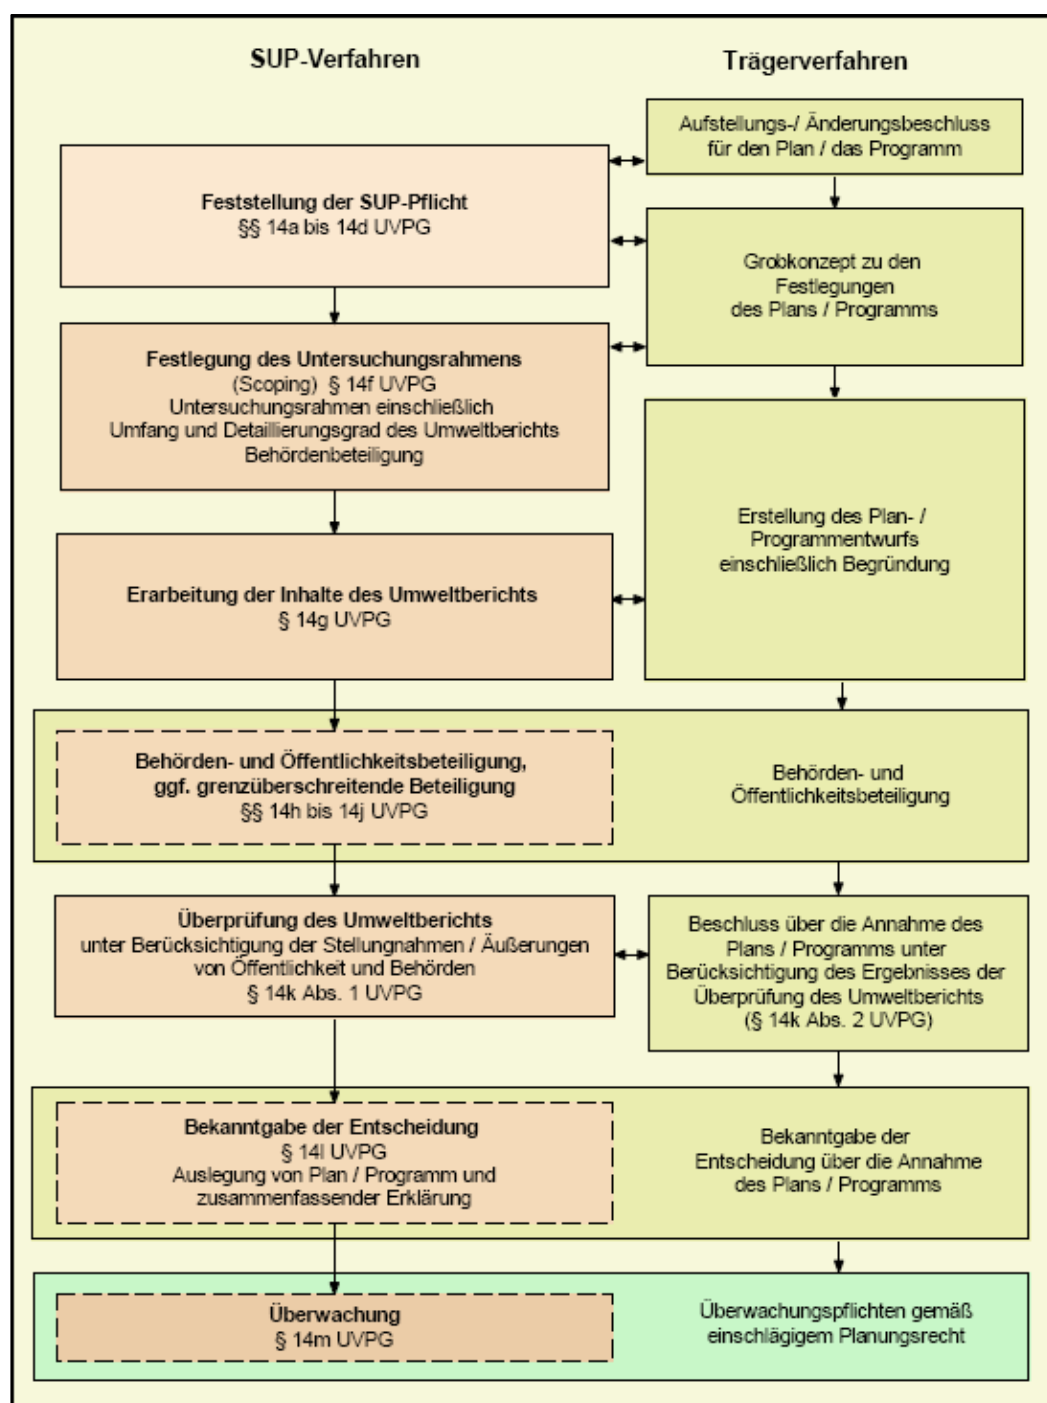 SUP-Verfahren
Trägerverfahren
Aufstellungs-/ Änderungsbeschluss
für den Plan / das Programm
Feststellung der SUP-Pflicht
§§ 14a bis 14d UVPG
Grobkonzept zu den
Festlegungen
des Plans / Programms
Festlegung des Untersuchungsrahmens
(Scoping) § 14f UVPG
Untersuchungsrahmen einschließlich
Umfang und Detaillierungsgrad des Umweltberichts
Behördenbeteiligung
Erstellung des Plan- /
Programmentwurfs
einschließlich Begründung
Erarbeitung der Inhalte des Umweltberichts
§ 14g UVPG
Behörden- und Öffentlichkeitsbeteiligung,
ggf. grenzüberschreitende Beteiligung
§§ 14h bis 14j UVPG
Behörden- und
Öffentlichkeitsbeteiligung
Überprüfung des Umweltberichts
unter Berücksichtigung der Stellungnahmen / Äußerungen
von Öffentlichkeit und Behörden
§ 14k Abs. 1 UVPG
Beschluss über die Annahme des
Plans / Programms unter
Berücksichtigung des Ergebnisses der
Überprüfung des Umweltberichts
(§ 14k Abs. 2 UVPG)
Bekanntgabe der Entscheidung
§ 14l UVPG
Auslegung von Plan / Programm und
zusammenfassender Erklärung
Bekanntgabe der
Entscheidung über die Annahme
des Plans / Programms
Überwachung
§ 14m UVPG
Überwachungspflichten gemäß
einschlägigem Planungsrecht